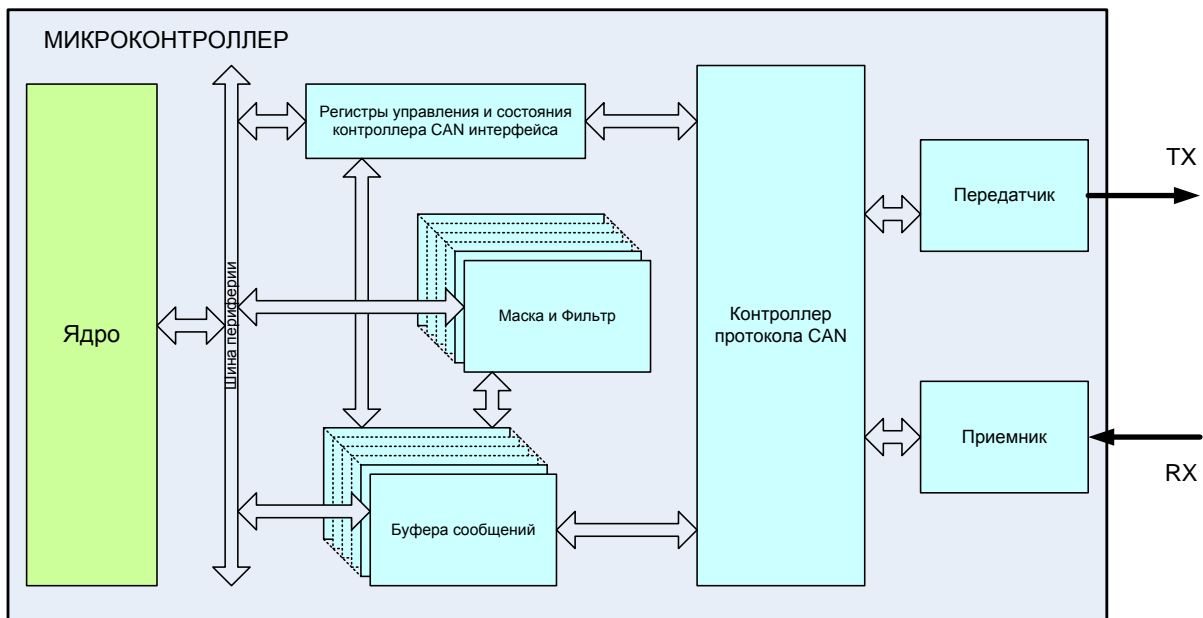 МИКРОКОНТРОЛЛЕР
Регистры управления и состояния
контроллера CAN интерфейса
TX
Передатчик
Шина периферии
Маска и Фильтр
Ядро
Контроллер
протокола CAN
Приемник
RX
Буфера сообщений